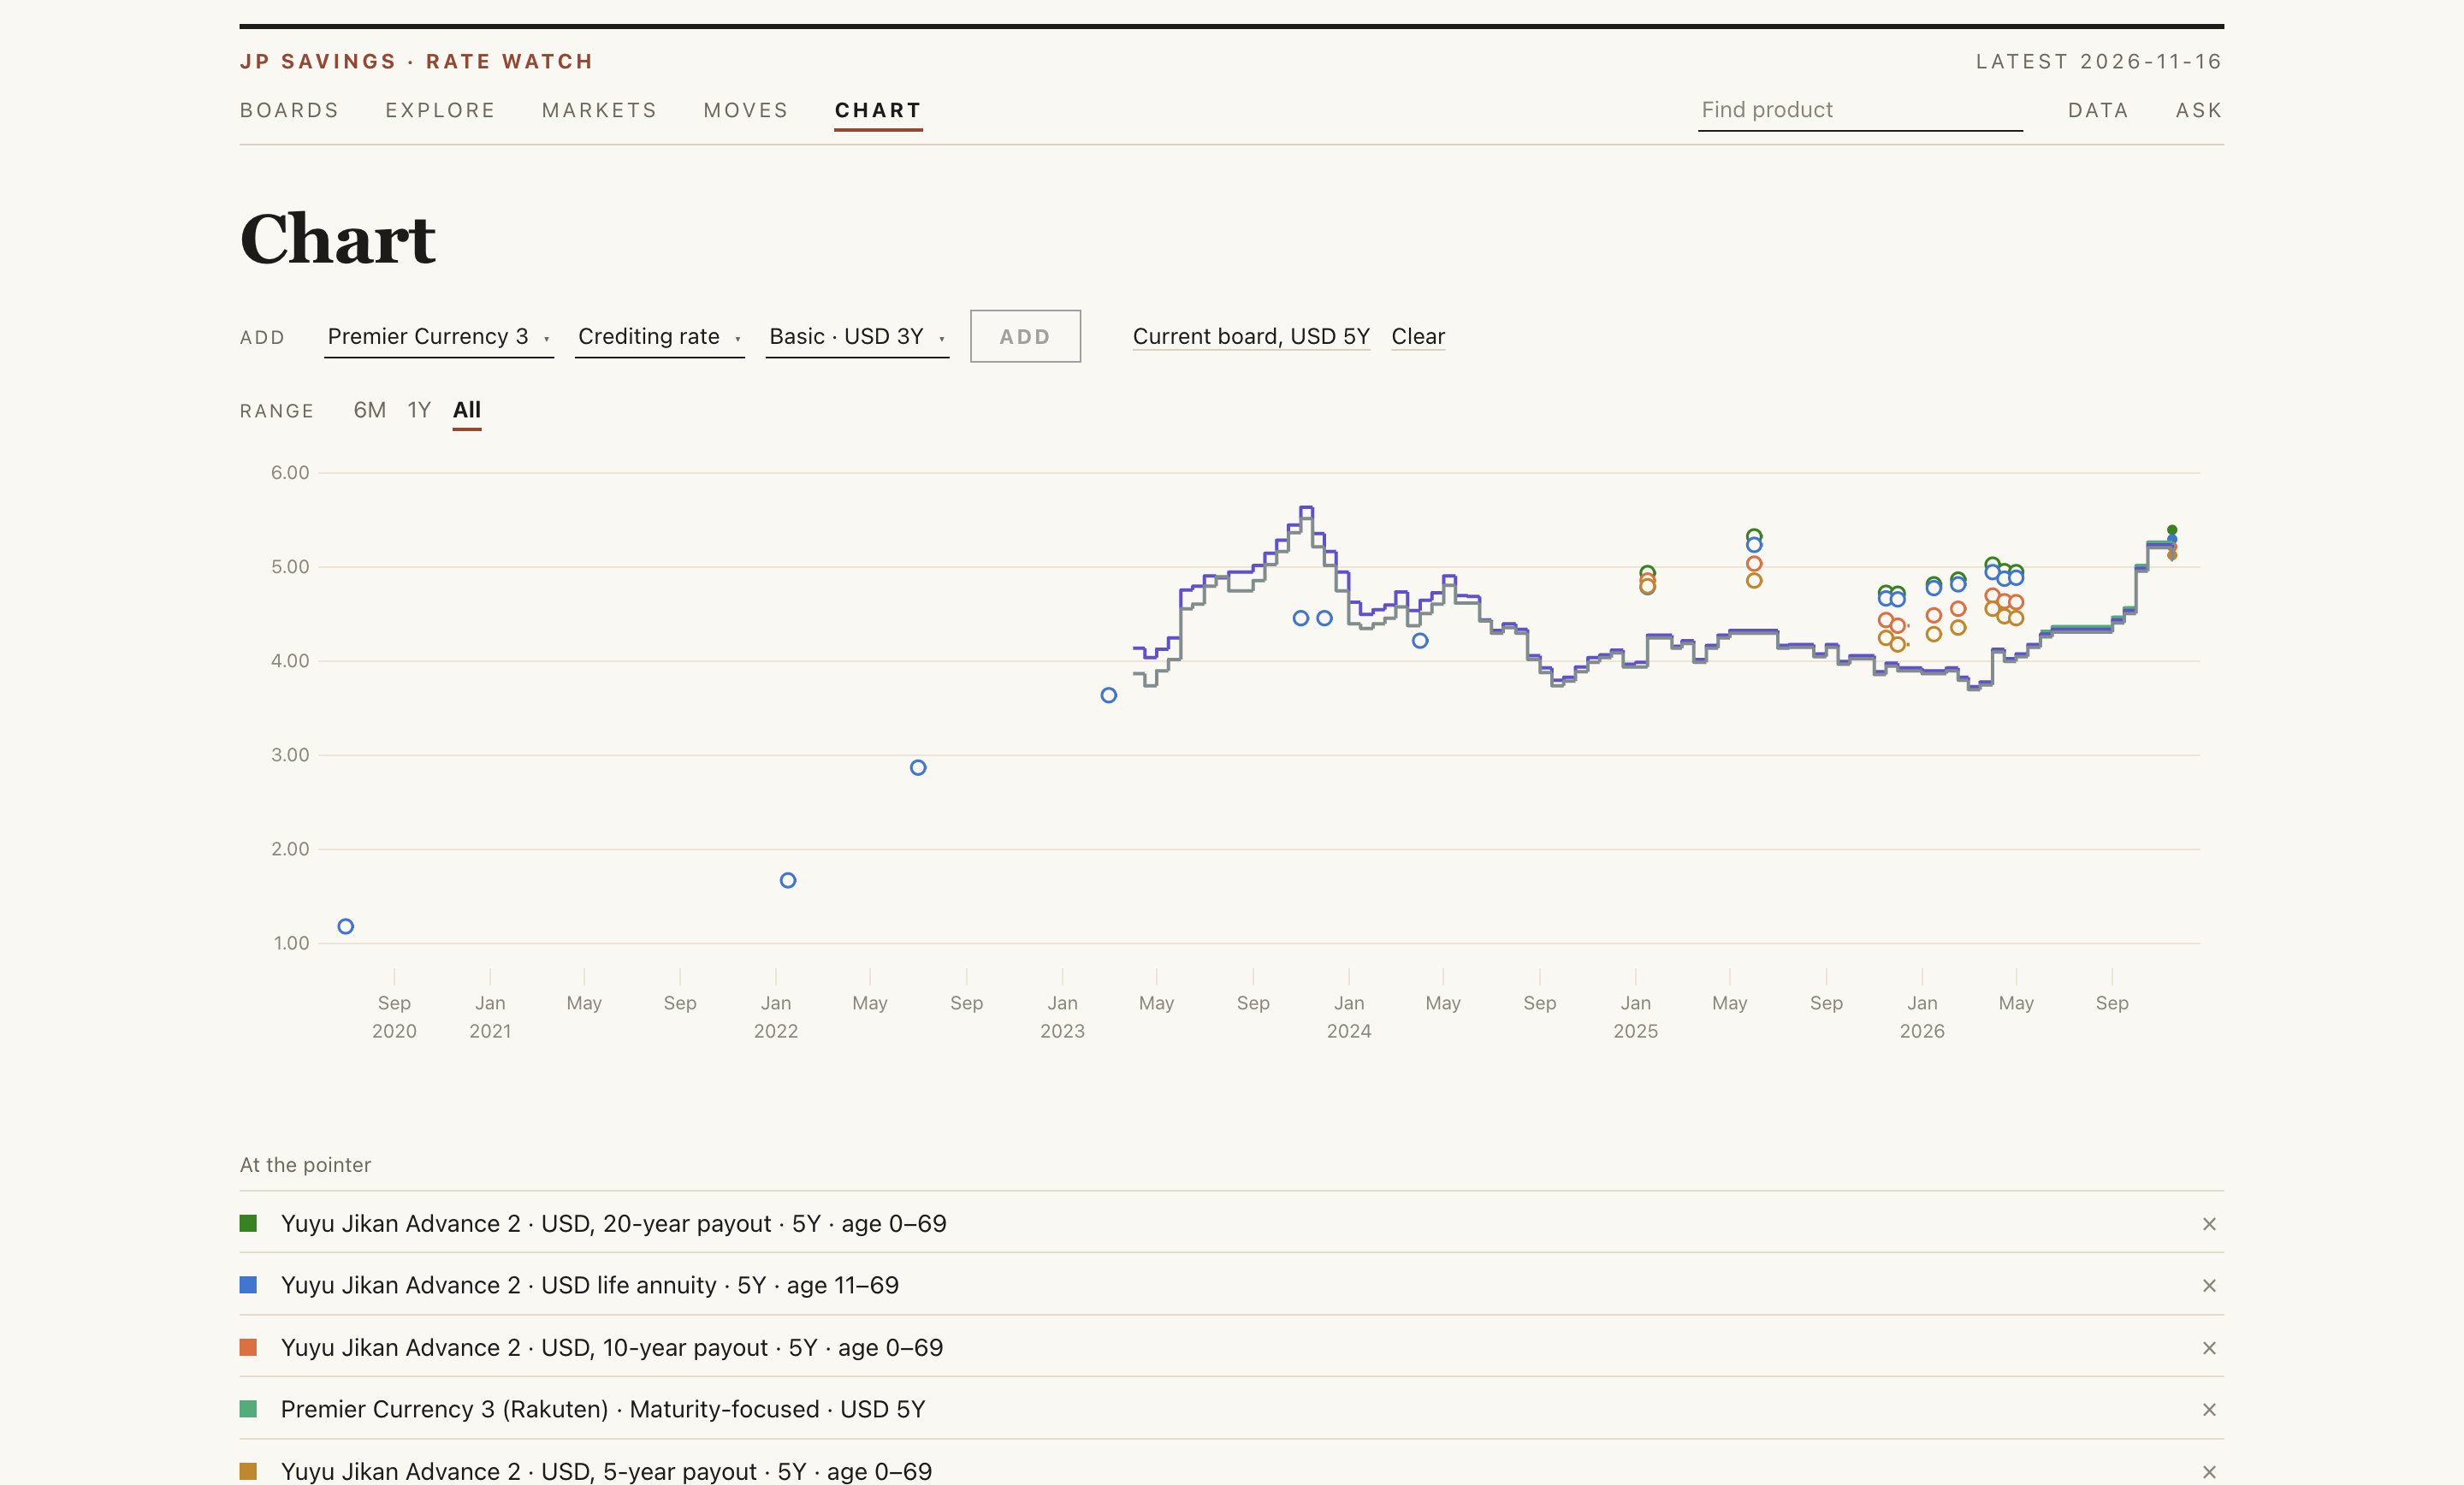 JP SAVINGS · RATE WATCH
LATEST 2026-11-16
BOARDS EXPLORE MARKETS MOVES CHART Find product DATA ASK
Chart
ADD Premier Currency 3 Crediting rate Basic · USD 3Y ADD Current board, USD 5Y Clear
RANGE 6M 1Y All
6.00
5.00
4.00
3.00
2.00
1.00
Sep Jan May Sep Jan May Sep Jan May Sep Jan May Sep Jan May Sep Jan May Sep
2020 2021 2022 2023 2024 2025 2026
At the pointer
Yuyu Jikan Advance 2 · USD, 20-year payout · 5Y · age 0–69 ×
Yuyu Jikan Advance 2 · USD life annuity · 5Y · age 11–69 ×
Yuyu Jikan Advance 2 · USD, 10-year payout · 5Y · age 0–69 ×
Premier Currency 3 (Rakuten) · Maturity-focused · USD 5Y ×
Yuyu Jikan Advance 2 · USD, 5-year payout · 5Y · age 0–69 ×